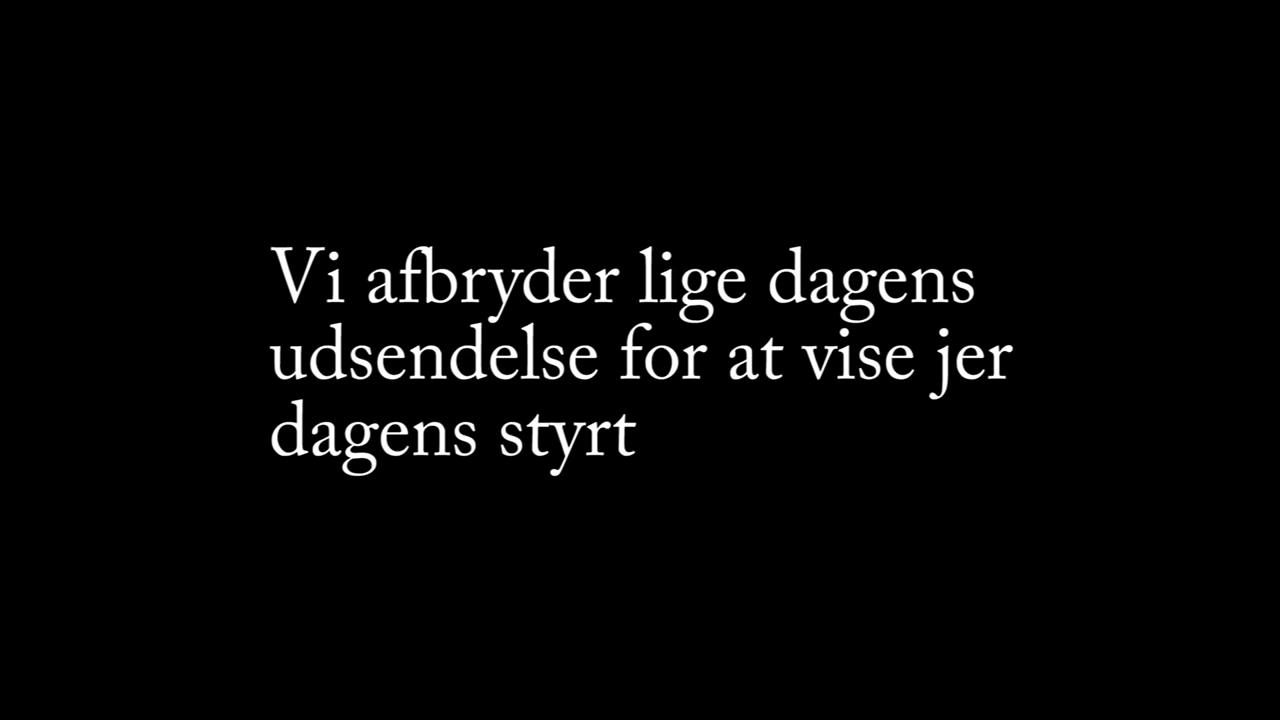 Vi afbryder lige dagens
udsendelse for at vise jer
dagens styrt